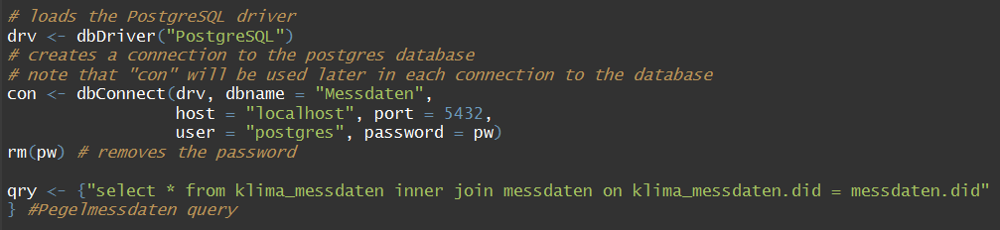 # loads the PostgreSQL driver
drv <- dbDriver("PostgreSQL")
# creates a connection to the postgres database
# note that "con" will be used later in each connection to the database
con <- dbConnect(drv, dbname = "Messdaten",
                 host = "localhost", port = 5432,
                 user = "postgres", password = pw)
rm(pw) # removes the password

qry <- {"select * from klima_messdaten inner join messdaten on klima_messdaten.did = messdaten.did"
} #Pegelmessdaten query